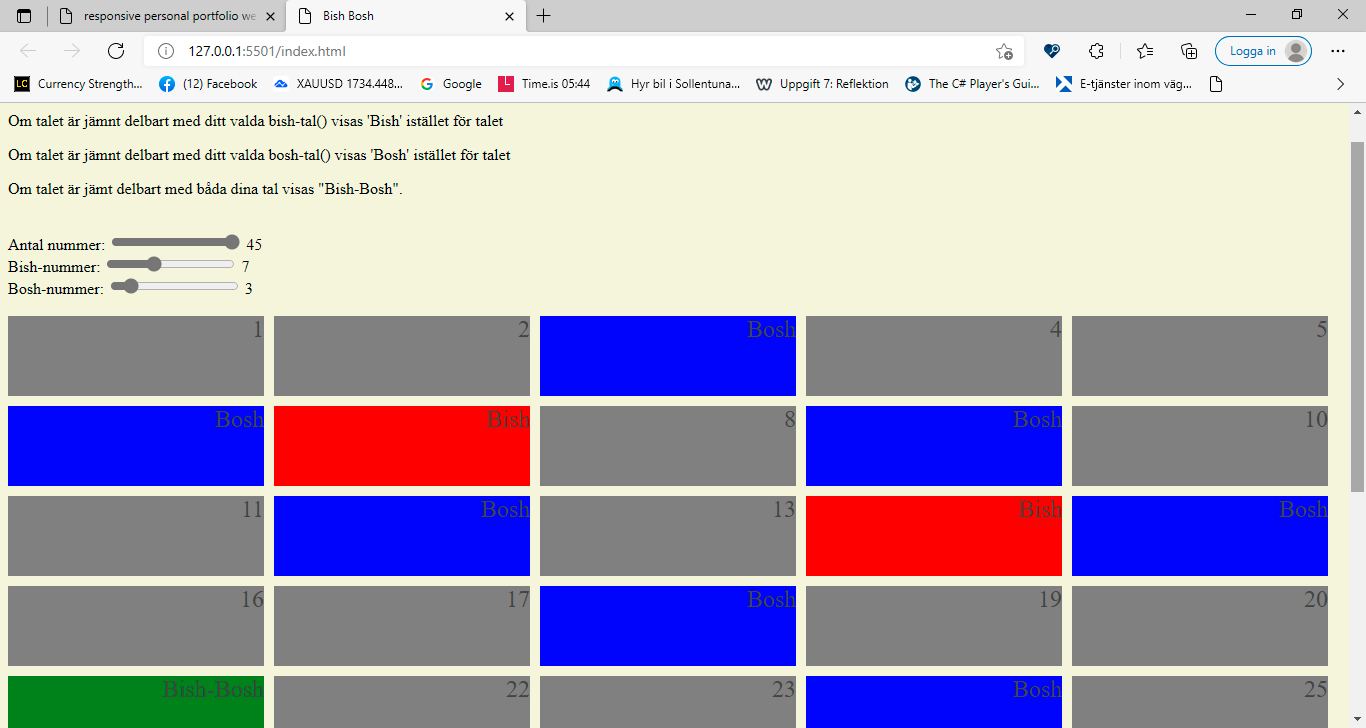 responsive personal portfolio we
Bish Bosh
127.0.0.1:5501/index.html
Logga in
LC Currency Strength... (12) Facebook XAUUSD 1734.448... Google Time.is 05:44 Hyr bil i Sollentuna... Uppgift 7: Reflektion The C# Player's Gui... E-tjänster inom väg...
Om talet är jämnt delbart med ditt valda bish-tal() visas 'Bish' istället för talet
Om talet är jämnt delbart med ditt valda bosh-tal() visas 'Bosh' istället för talet
Om talet är jämt delbart med båda dina tal visas "Bish-Bosh".
Antal nummer: 45
Bish-nummer: 7
Bosh-nummer: 3
1 2 Bosh 4 5
Bosh Bish 8 Bosh 10
11 Bosh 13 Bish Bosh
16 17 Bosh 19 20
Bish-Bosh 22 23 Bosh 25